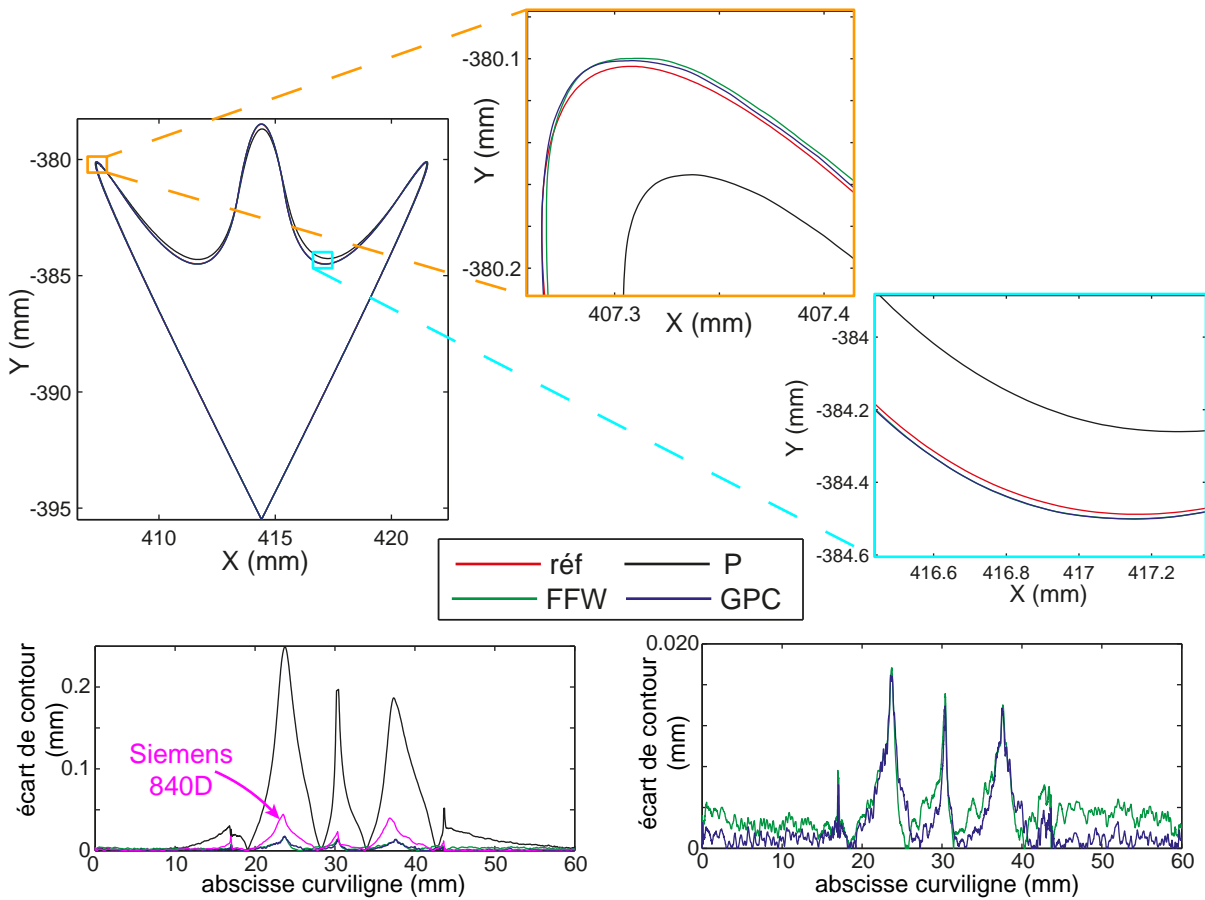 -380
-385
-390
-395
Y (mm)
410
415
420
X (mm)
-380.1
-380.2
Y (mm)
407.3
407.4
X (mm)
-384
-384.2
-384.4
-384.6
Y (mm)
416.6
416.8
417
417.2
X (mm)
réf
P
FFW
GPC
écart de contour
(mm)
0.2
0.1
0
Siemens
840D
0
10
20
30
40
50
60
abscisse curviligne (mm)
écart de contour
(mm)
0.020
0
0
10
20
30
40
50
60
abscisse curviligne (mm)